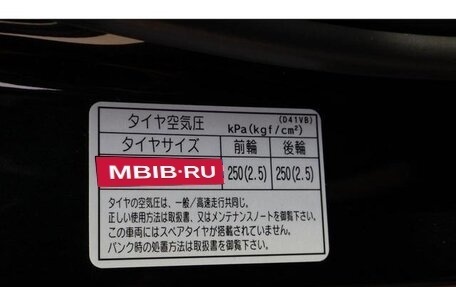 タイヤ空気圧 kPa(kgf/cm²) (D41VB)
タイヤサイズ 前輪 後輪
MBIB·RU 250(2.5) 250(2.5)
タイヤの空気圧は、一般/高速走行共同じ。
正しい使用方法は取扱書、又はメンテナンスノートを御覧下さい。
この車両にはスペアタイヤが搭載されていません。
パンク時の処置方法は取扱書を御覧下さい。